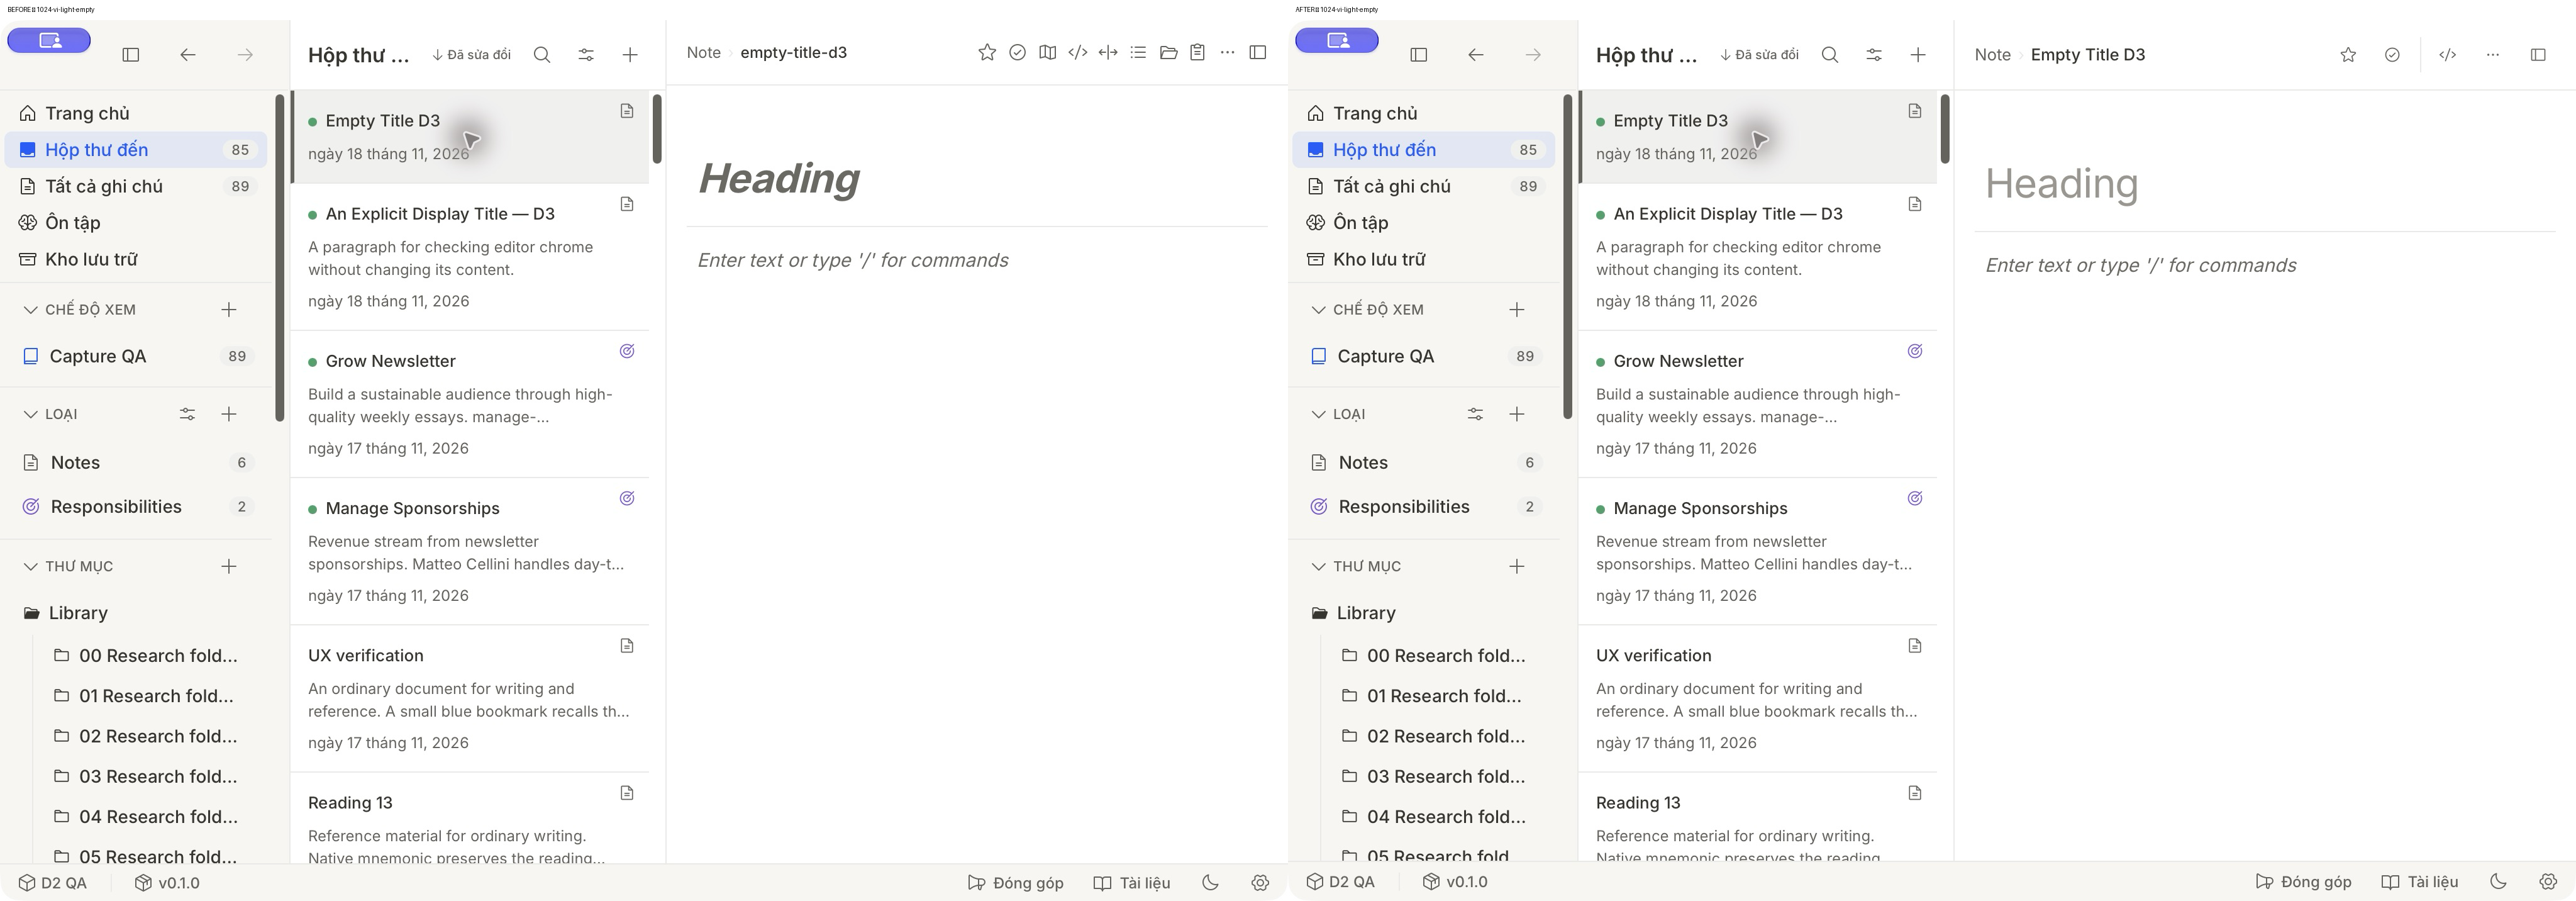 BEFORE 1024-vi-light-empty
Hộp thư ...
Đã sửa đổi
Note › empty-title-d3
Trang chủ
Hộp thư đến 85
Tất cả ghi chú 89
Ôn tập
Kho lưu trữ
CHẾ ĐỘ XEM
Capture QA 89
LOẠI
Notes 6
Responsibilities 2
THƯ MỤC
Library
00 Research fold...
01 Research fold...
02 Research fold...
03 Research fold...
04 Research fold...
05 Research fold...
Empty Title D3
ngày 18 tháng 11, 2026
An Explicit Display Title — D3
A paragraph for checking editor chrome
without changing its content.
ngày 18 tháng 11, 2026
Grow Newsletter
Build a sustainable audience through high-
quality weekly essays. manage-...
ngày 17 tháng 11, 2026
Manage Sponsorships
Revenue stream from newsletter
sponsorships. Matteo Cellini handles day-t...
ngày 17 tháng 11, 2026
UX verification
An ordinary document for writing and
reference. A small blue bookmark recalls th...
ngày 17 tháng 11, 2026
Reading 13
Reference material for ordinary writing.
Native mnemonic preserves the reading...
Heading
Enter text or type '/' for commands
D2 QA
v0.1.0
Đóng góp
Tài liệu
AFTER 1024-vi-light-empty
Hộp thư ...
Đã sửa đổi
Note › Empty Title D3
Trang chủ
Hộp thư đến 85
Tất cả ghi chú 89
Ôn tập
Kho lưu trữ
CHẾ ĐỘ XEM
Capture QA 89
LOẠI
Notes 6
Responsibilities 2
THƯ MỤC
Library
00 Research fold...
01 Research fold...
02 Research fold...
03 Research fold...
04 Research fold...
05 Research fold
Empty Title D3
ngày 18 tháng 11, 2026
An Explicit Display Title — D3
A paragraph for checking editor chrome
without changing its content.
ngày 18 tháng 11, 2026
Grow Newsletter
Build a sustainable audience through high-
quality weekly essays. manage-...
ngày 17 tháng 11, 2026
Manage Sponsorships
Revenue stream from newsletter
sponsorships. Matteo Cellini handles day-t...
ngày 17 tháng 11, 2026
UX verification
An ordinary document for writing and
reference. A small blue bookmark recalls th...
ngày 17 tháng 11, 2026
Reading 13
Reference material for ordinary writing.
Native mnemonic preserves the reading
Heading
Enter text or type '/' for commands
D2 QA
v0.1.0
Đóng góp
Tài liệu